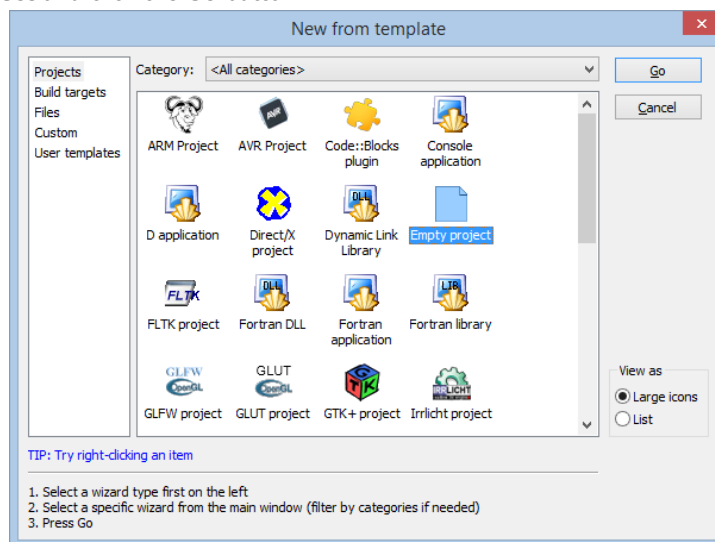 New from template
Projects
Build targets
Files
Custom
User templates
Category: <All categories>
Go
Cancel
ARM Project AVR Project Code::Blocks plugin Console application
D application Direct/X project Dynamic Link Library Empty project
FLTK project Fortran DLL Fortran application Fortran library
GLFW project GLUT project GTK+ project Irrlicht project
View as
Large icons
List
TIP: Try right-clicking an item
1. Select a wizard type first on the left
2. Select a specific wizard from the main window (filter by categories if needed)
3. Press Go